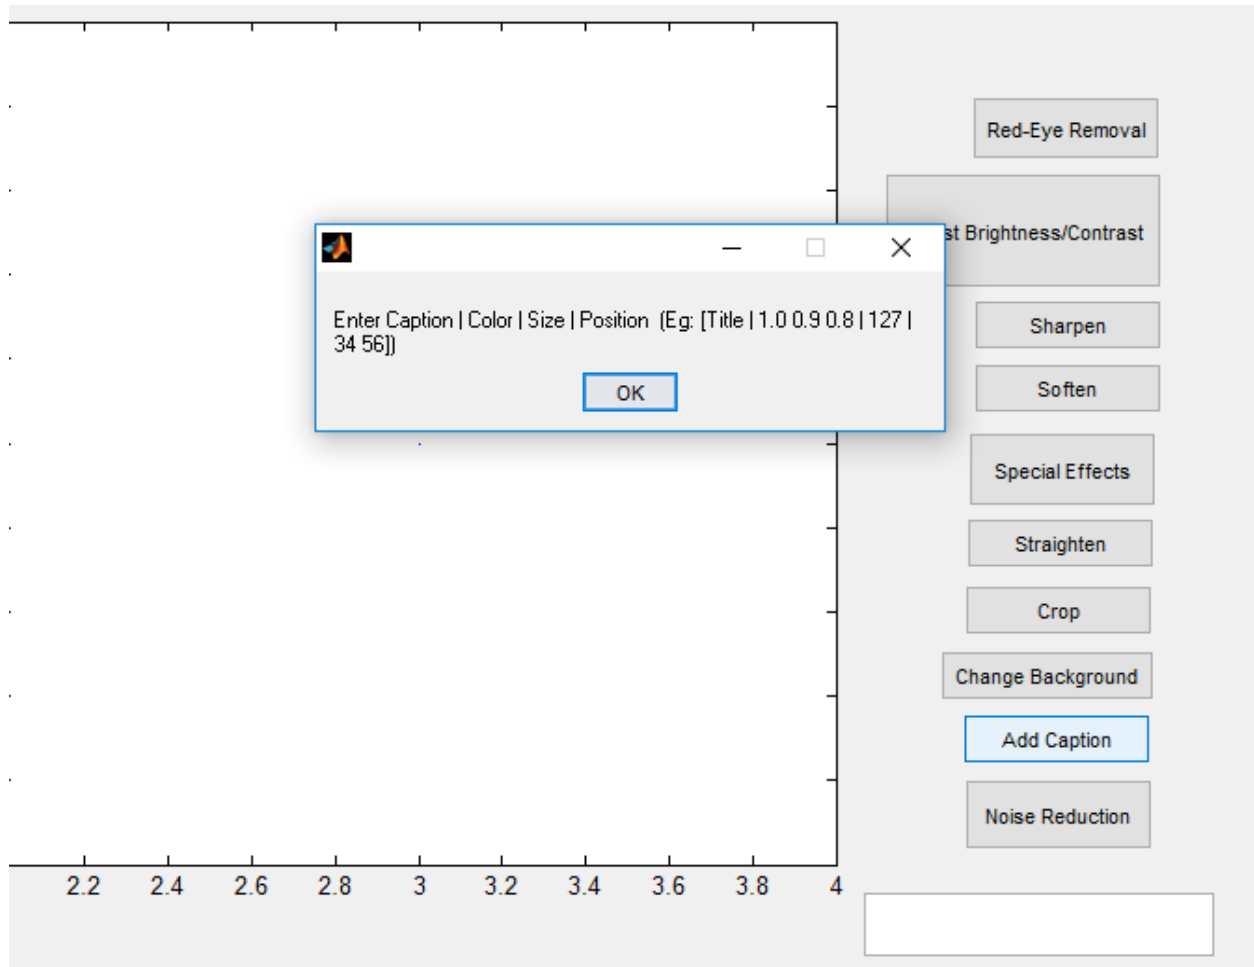 Red-Eye Removal
st Brightness/Contrast
Enter Caption | Color | Size | Position  (Eg: [Title | 1.0 0.9 0.8 | 127 |
34 56])
OK
Sharpen
Soften
Special Effects
Straighten
Crop
Change Background
Add Caption
Noise Reduction
2.2 2.4 2.6 2.8 3 3.2 3.4 3.6 3.8 4